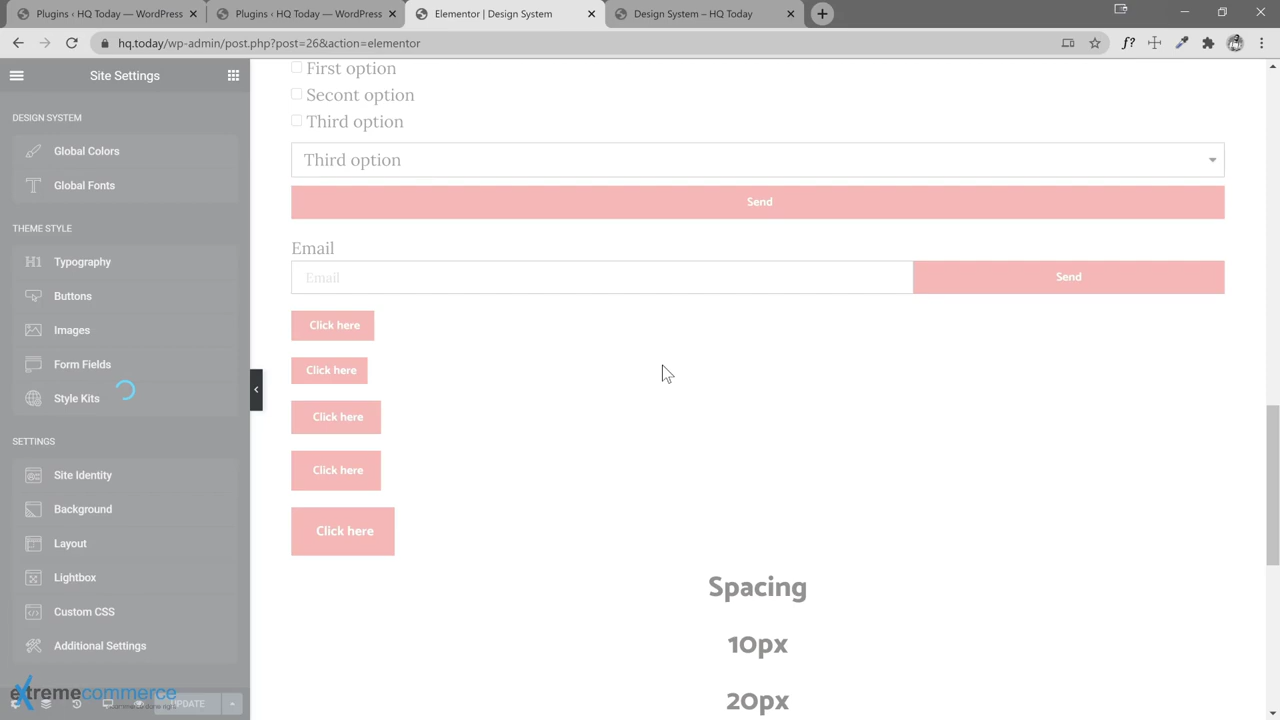 Plugins ‹ HQ Today — WordPress
Plugins ‹ HQ Today — WordPress
Elementor | Design System
Design System – HQ Today
hq.today/wp-admin/post.php?post=26&action=elementor
Site Settings
DESIGN SYSTEM
Global Colors
Global Fonts
THEME STYLE
Typography
Buttons
Images
Form Fields
Style Kits
SETTINGS
Site Identity
Background
Layout
Lightbox
Custom CSS
Additional Settings
extremecommerce
UPDATE
First option
Secont option
Third option
Third option
Send
Email
Email
Send
Click here
Click here
Click here
Click here
Click here
Spacing
10px
20px